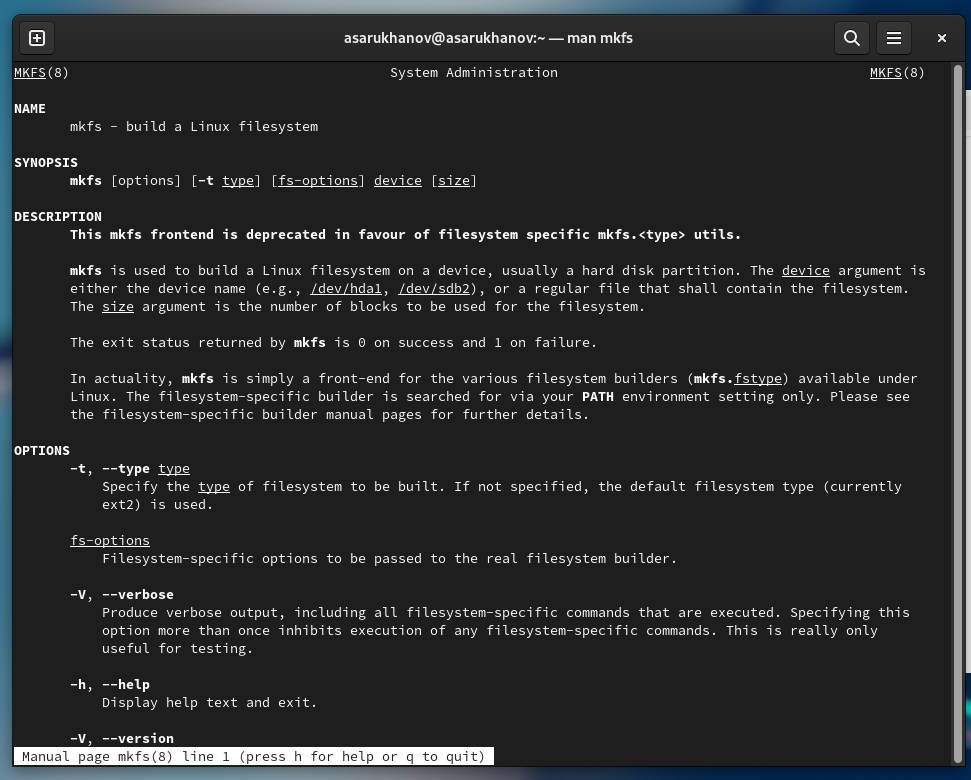 asarukhanov@asarukhanov:~ — man mkfs
MKFS(8) System Administration MKFS(8)
NAME
mkfs - build a Linux filesystem
SYNOPSIS
mkfs [options] [-t type] [fs-options] device [size]
DESCRIPTION
This mkfs frontend is deprecated in favour of filesystem specific mkfs.<type> utils.
mkfs is used to build a Linux filesystem on a device, usually a hard disk partition. The device argument is
either the device name (e.g., /dev/hda1, /dev/sdb2), or a regular file that shall contain the filesystem.
The size argument is the number of blocks to be used for the filesystem.
The exit status returned by mkfs is 0 on success and 1 on failure.
In actuality, mkfs is simply a front-end for the various filesystem builders (mkfs.fstype) available under
Linux. The filesystem-specific builder is searched for via your PATH environment setting only. Please see
the filesystem-specific builder manual pages for further details.
OPTIONS
-t, --type type
Specify the type of filesystem to be built. If not specified, the default filesystem type (currently
ext2) is used.
fs-options
Filesystem-specific options to be passed to the real filesystem builder.
-V, --verbose
Produce verbose output, including all filesystem-specific commands that are executed. Specifying this
option more than once inhibits execution of any filesystem-specific commands. This is really only
useful for testing.
-h, --help
Display help text and exit.
-V, --version
Manual page mkfs(8) line 1 (press h for help or q to quit)